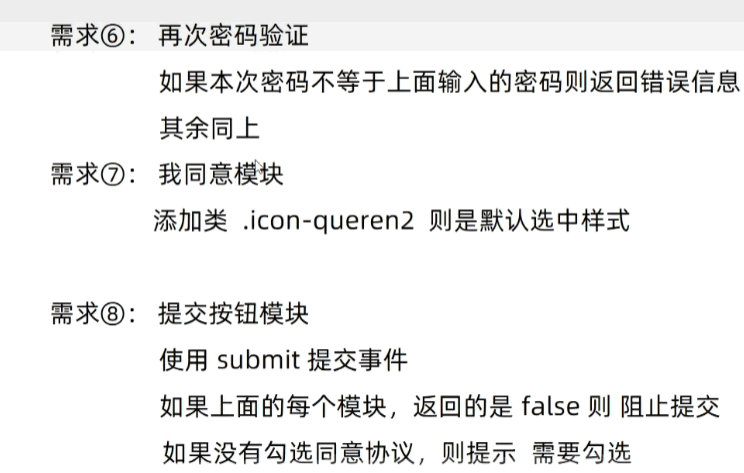 需求⑥： 再次密码验证
如果本次密码不等于上面输入的密码则返回错误信息
其余同上
需求⑦： 我同意模块
添加类 .icon-queren2 则是默认选中样式
需求⑧： 提交按钮模块
使用 submit 提交事件
如果上面的每个模块，返回的是 false 则 阻止提交
如果没有勾选同意协议，则提示 需要勾选